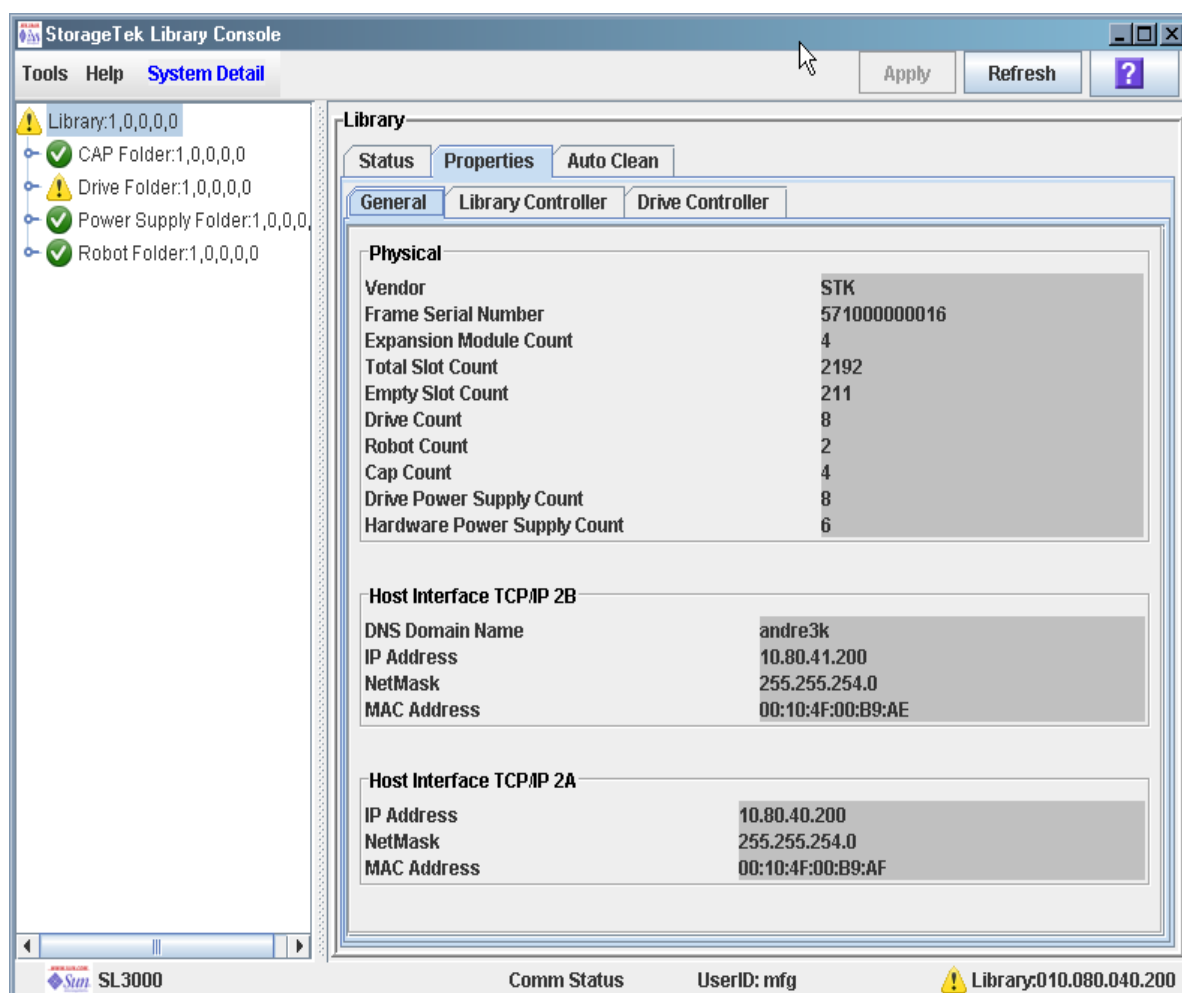 StorageTek Library Console
Tools Help System Detail Apply Refresh ?
Library:1,0,0,0,0
CAP Folder:1,0,0,0,0
Drive Folder:1,0,0,0,0
Power Supply Folder:1,0,0,0,
Robot Folder:1,0,0,0,0
Library
Status Properties Auto Clean
General Library Controller Drive Controller
Physical
Vendor STK
Frame Serial Number 571000000016
Expansion Module Count 4
Total Slot Count 2192
Empty Slot Count 211
Drive Count 8
Robot Count 2
Cap Count 4
Drive Power Supply Count 8
Hardware Power Supply Count 6
Host Interface TCP/IP 2B
DNS Domain Name andre3k
IP Address 10.80.41.200
NetMask 255.255.254.0
MAC Address 00:10:4F:00:B9:AE
Host Interface TCP/IP 2A
IP Address 10.80.40.200
NetMask 255.255.254.0
MAC Address 00:10:4F:00:B9:AF
Sun SL3000 Comm Status UserID: mfg Library:010.080.040.200